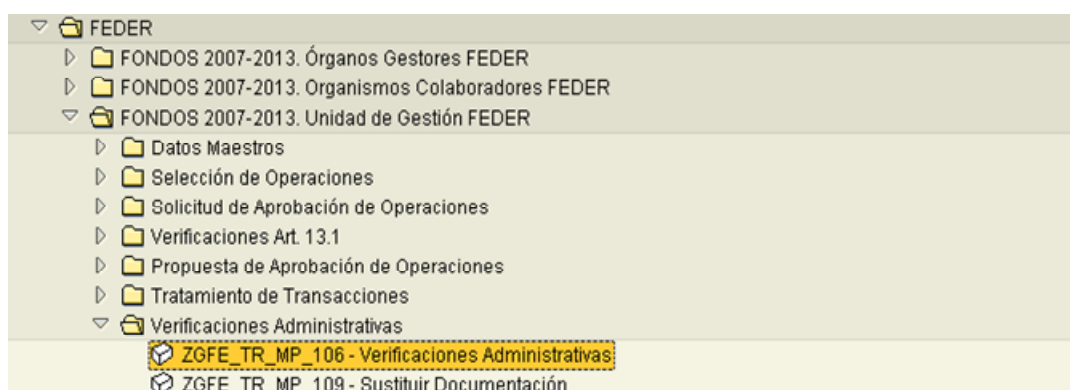 FEDER
FONDOS 2007-2013. Órganos Gestores FEDER
FONDOS 2007-2013. Organismos Colaboradores FEDER
FONDOS 2007-2013. Unidad de Gestión FEDER
Datos Maestros
Selección de Operaciones
Solicitud de Aprobación de Operaciones
Verificaciones Art. 13.1
Propuesta de Aprobación de Operaciones
Tratamiento de Transacciones
Verificaciones Administrativas
ZGFE_TR_MP_106 - Verificaciones Administrativas
ZGFE_TR_MP_109 - Sustituir Documentación